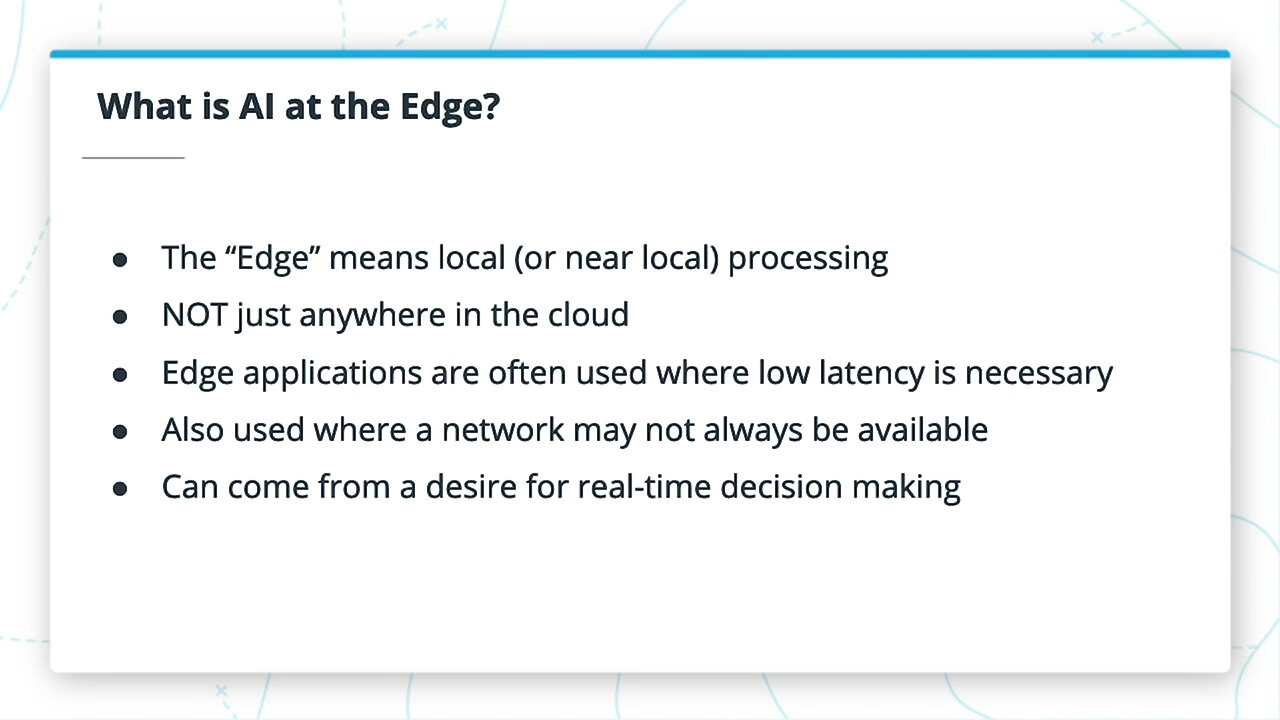 What is AI at the Edge?
● The “Edge” means local (or near local) processing
● NOT just anywhere in the cloud
● Edge applications are often used where low latency is necessary
● Also used where a network may not always be available
● Can come from a desire for real-time decision making